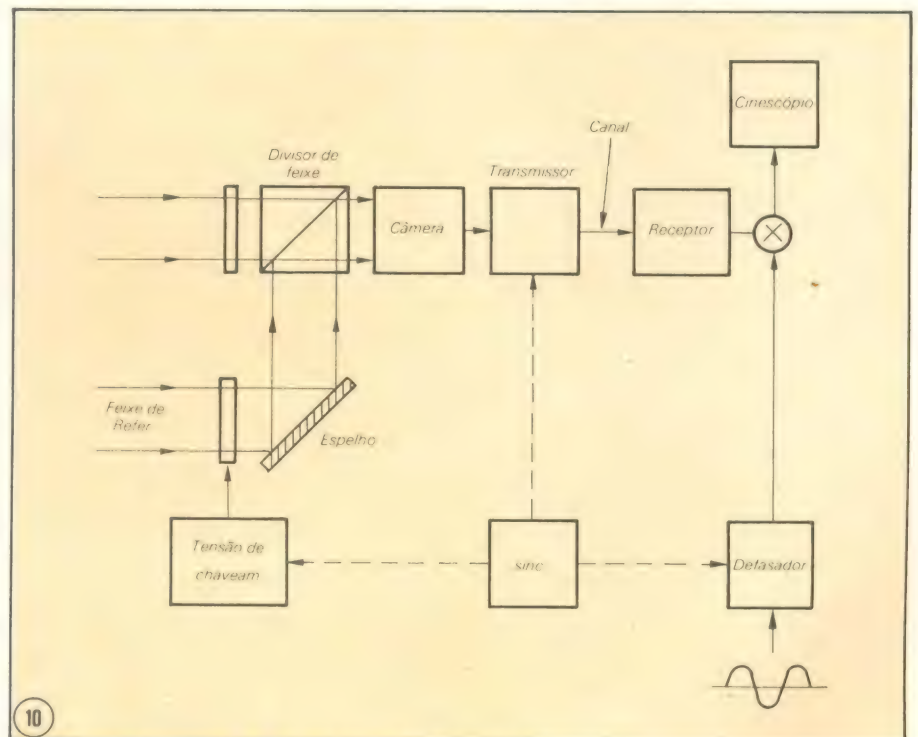 Cinescópio
Canal
Divisor de
feixe
Transmissor
Câmera
Receptor
Feixe de
Refer
Espelho
Tensão de
chaveam
sinc
Defasador
10